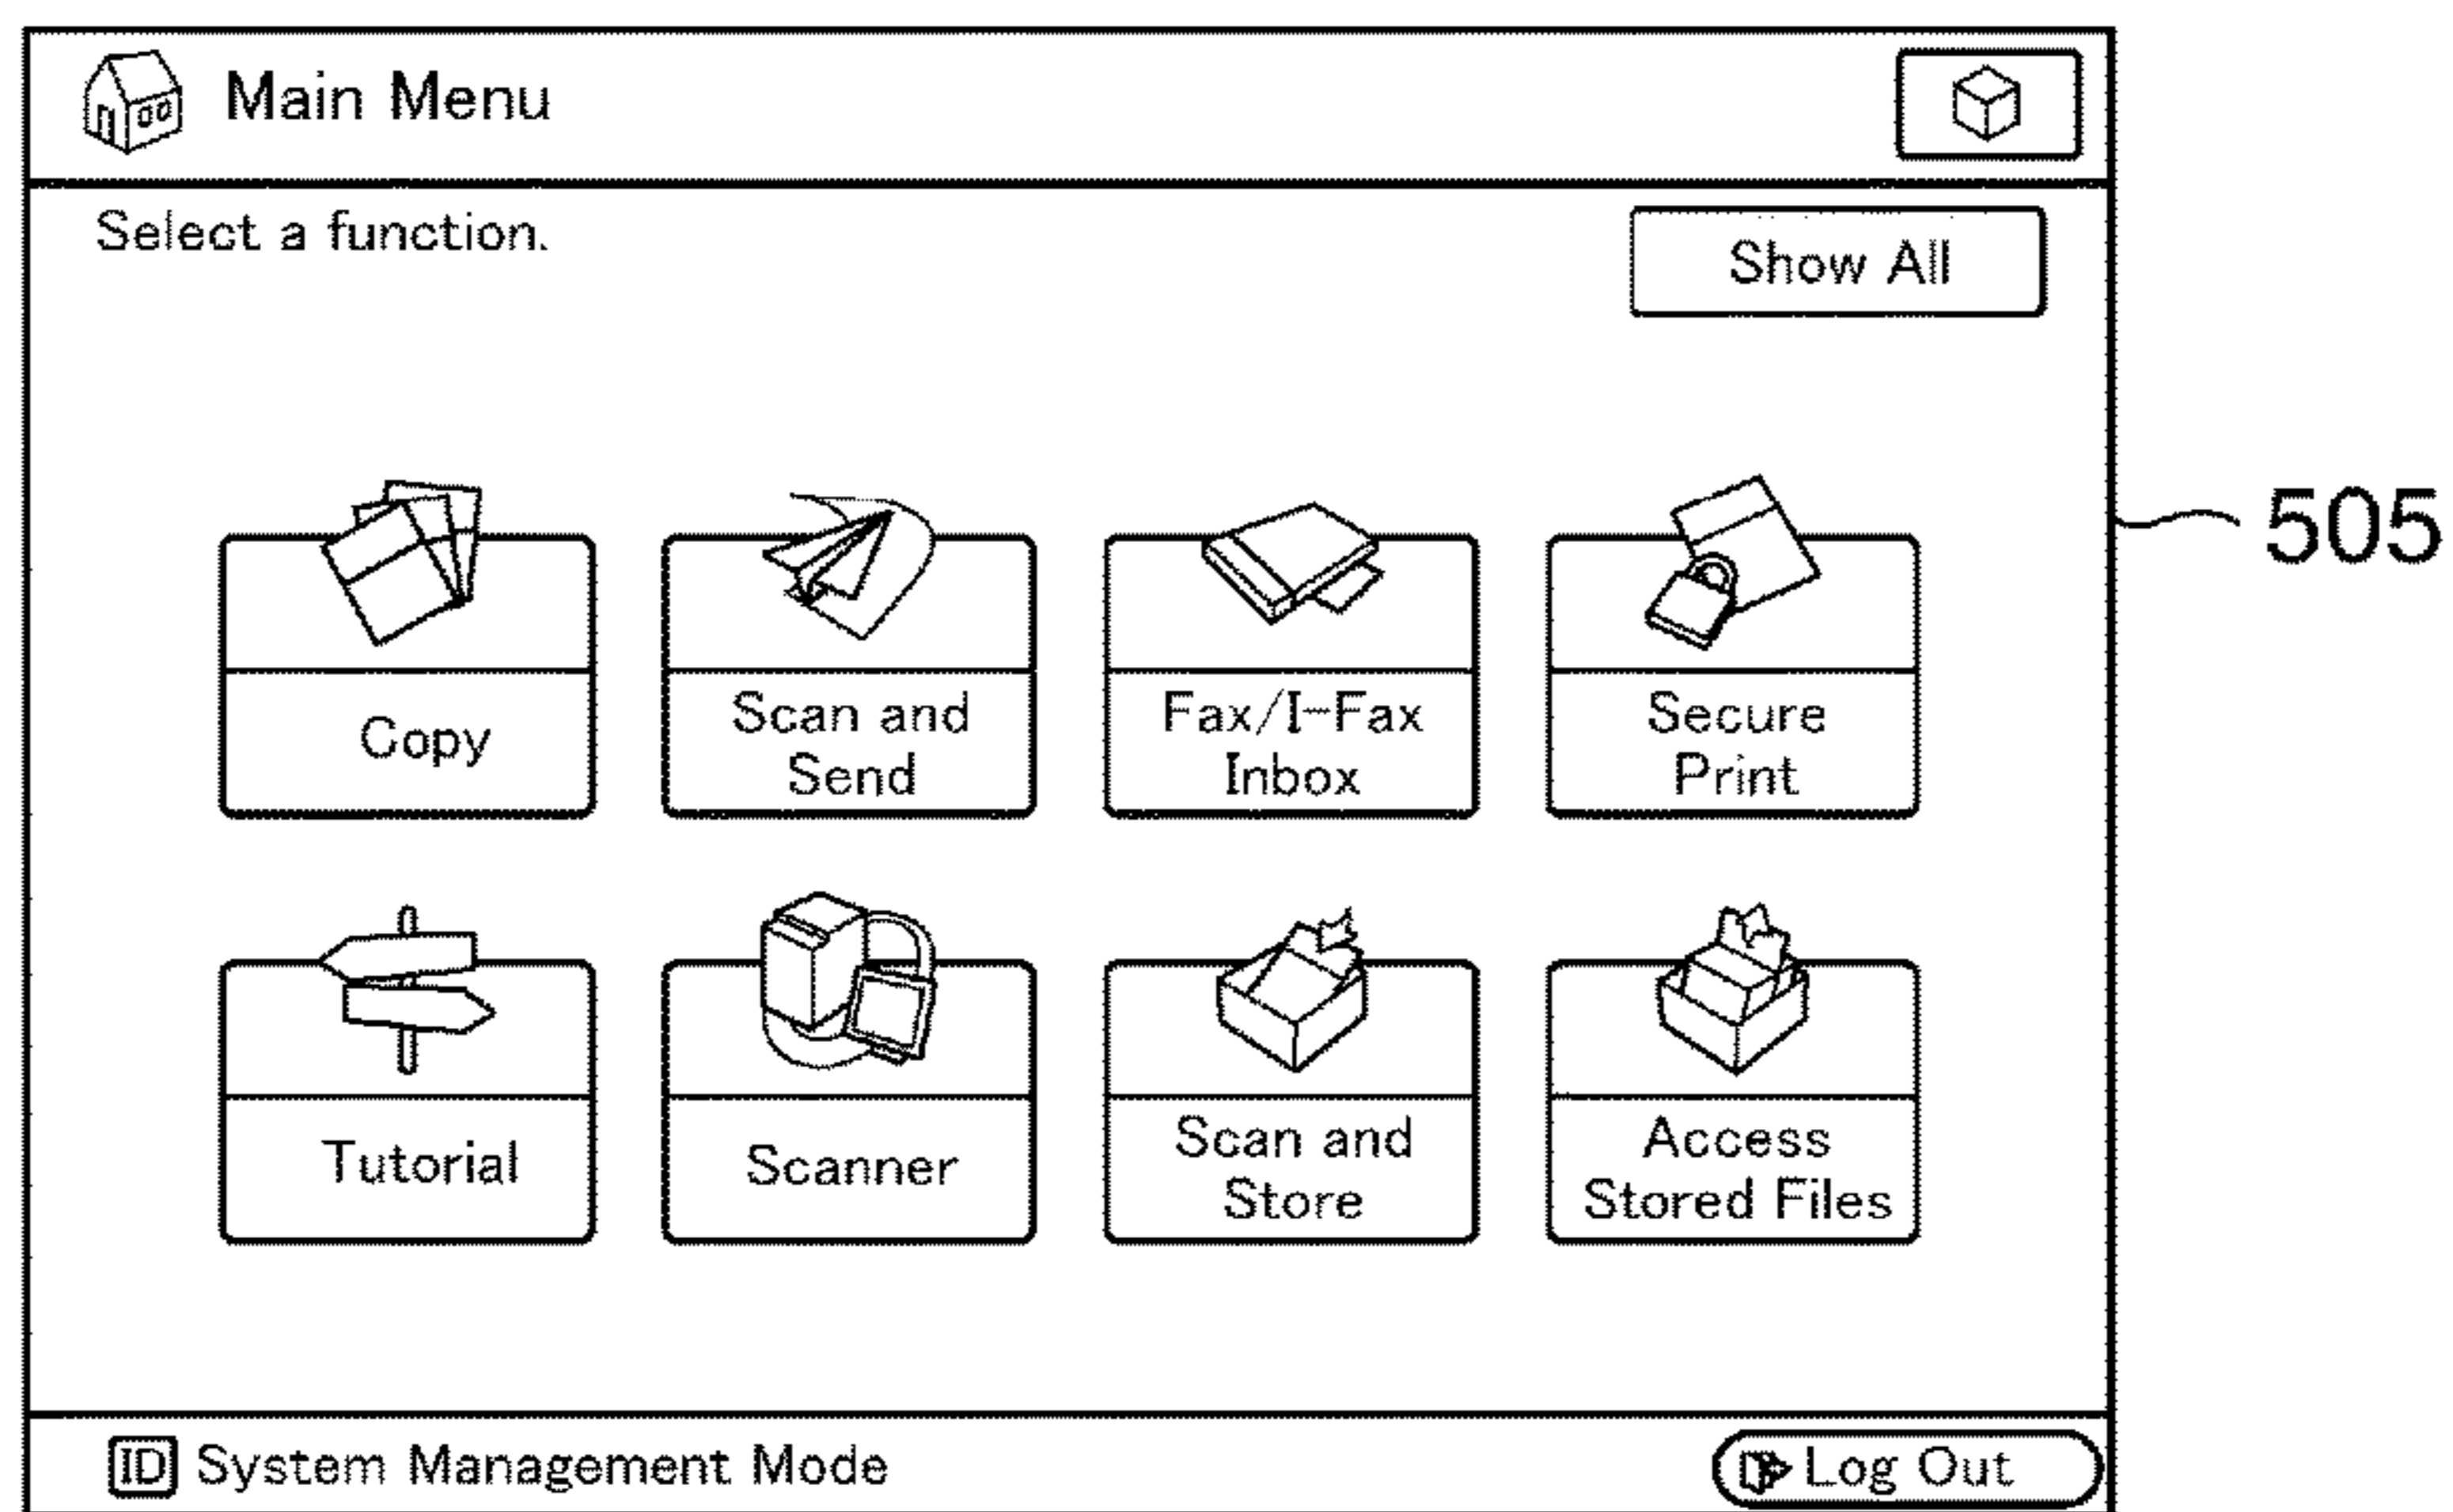 Main Menu
Select a function.
Show All
505
Copy
Scan and
Send
Fax/I-Fax
Inbox
Secure
Print
Tutorial
Scanner
Scan and
Store
Access
Stored Files
ID System Management Mode
Log Out